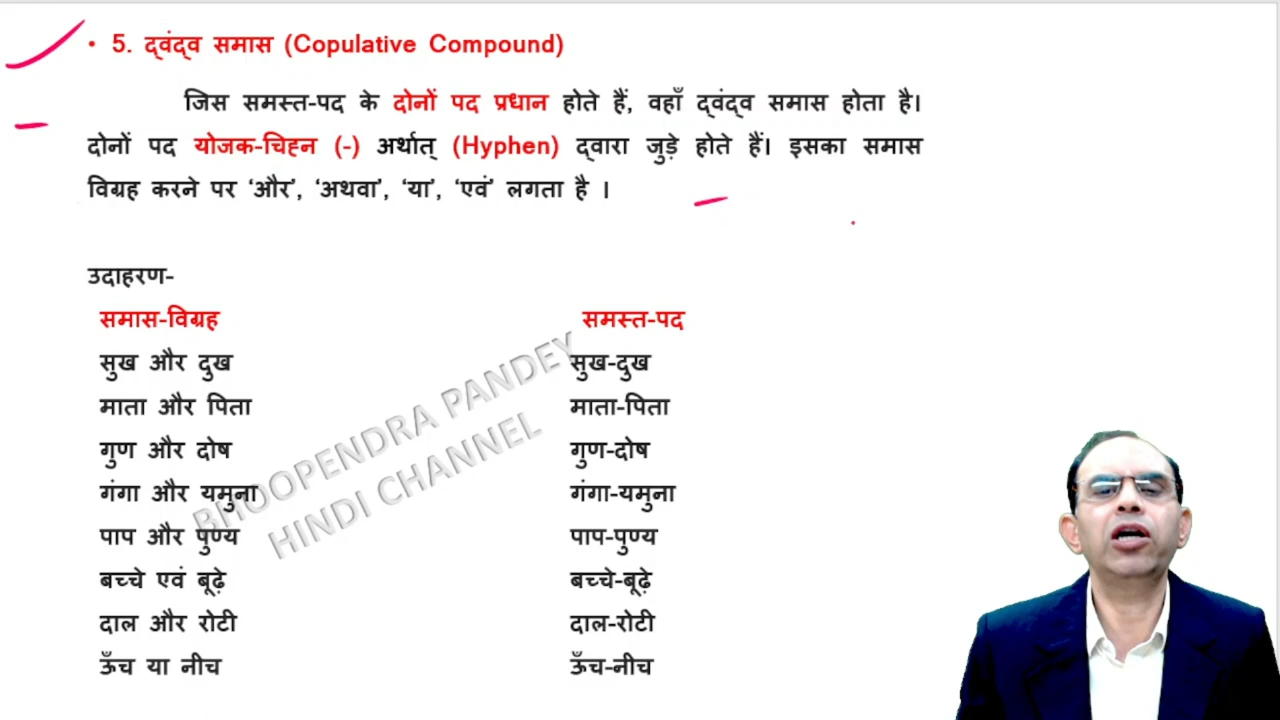 • 5. द्वंद्व समास (Copulative Compound)
जिस समस्त-पद के दोनों पद प्रधान होते हैं, वहाँ द्वंद्व समास होता है।
दोनों पद योजक-चिह्न (-) अर्थात् (Hyphen) द्वारा जुड़े होते हैं। इसका समास
विग्रह करने पर ‘और’, ‘अथवा’, ‘या’, ‘एवं’ लगता है ।
उदाहरण-
समास-विग्रह समस्त-पद
सुख और दुख सुख-दुख
माता और पिता माता-पिता
गुण और दोष गुण-दोष
गंगा और यमुना गंगा-यमुना
पाप और पुण्य पाप-पुण्य
बच्चे एवं बूढ़े बच्चे-बूढ़े
दाल और रोटी दाल-रोटी
ऊँच या नीच ऊँच-नीच
BHOOPENDRA PANDEY
HINDI CHANNEL